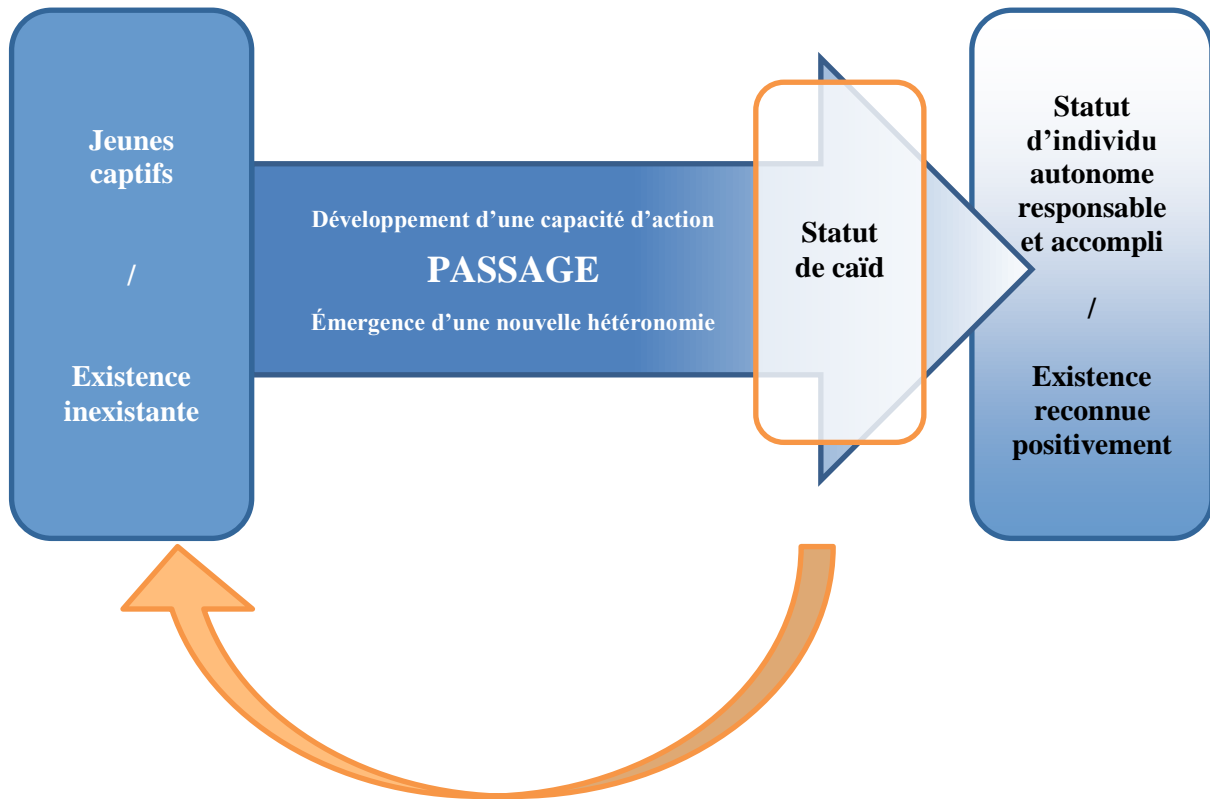 Jeunes
captifs
/
Existence
inexistante
Développement d’une capacité d’action
PASSAGE
Émergence d’une nouvelle hétéronomie
Statut
de caïd
Statut
d’individu
autonome
responsable
et accompli
/
Existence
reconnue
positivement